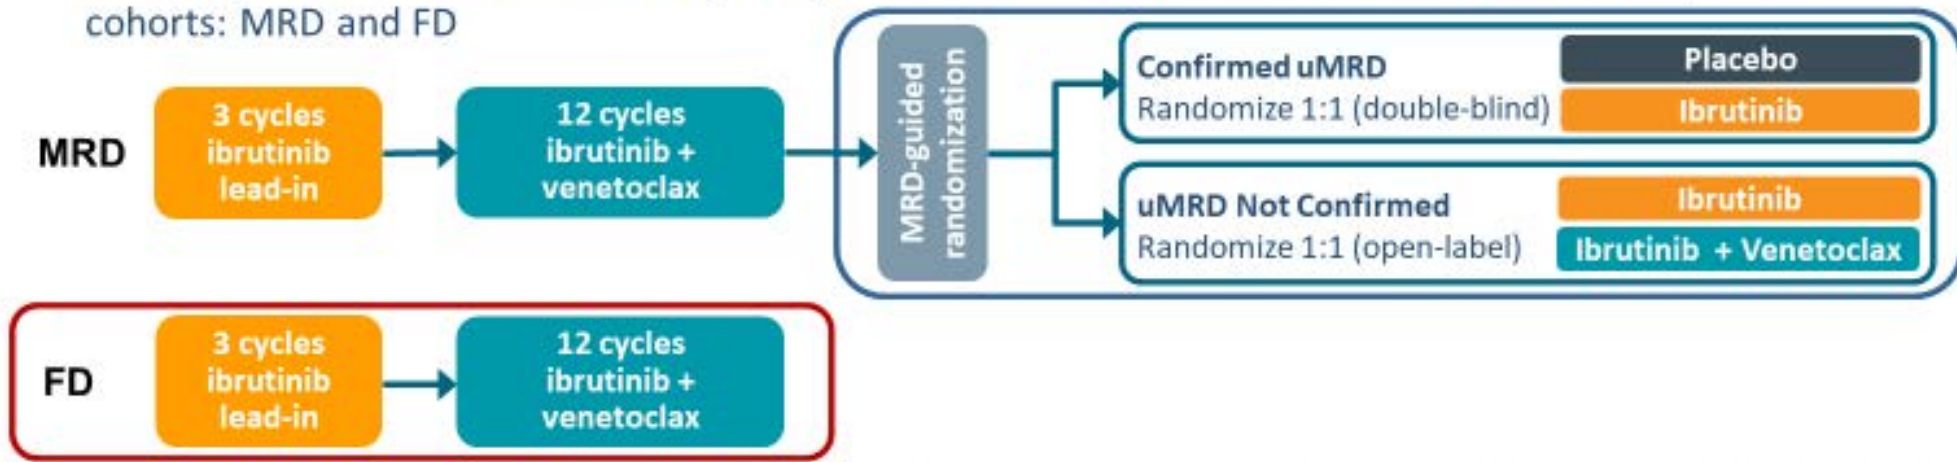 cohorts: MRD and FD
MRD
3 cycles
ibrutinib
lead-in
12 cycles
ibrutinib +
venetoclax
MRD-guided
randomization
Confirmed uMRD
Randomize 1:1 (double-blind)
Placebo
Ibrutinib
uMRD Not Confirmed
Randomize 1:1 (open-label)
Ibrutinib
Ibrutinib + Venetoclax
FD
3 cycles
ibrutinib
lead-in
12 cycles
ibrutinib +
venetoclax